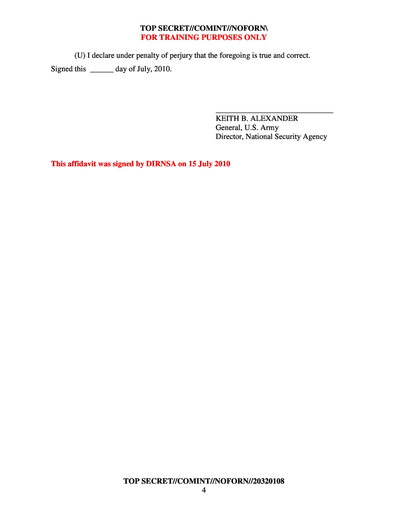 TOP SECRET//COMINT//NOFORN\
FOR TRAINING PURPOSES ONLY
(U) I declare under penalty of perjury that the foregoing is true and correct.
Signed this ______ day of July, 2010.
KEITH B. ALEXANDER
General, U.S. Army
Director, National Security Agency
This affidavit was signed by DIRNSA on 15 July 2010
TOP SECRET//COMINT//NOFORN//20320108
4